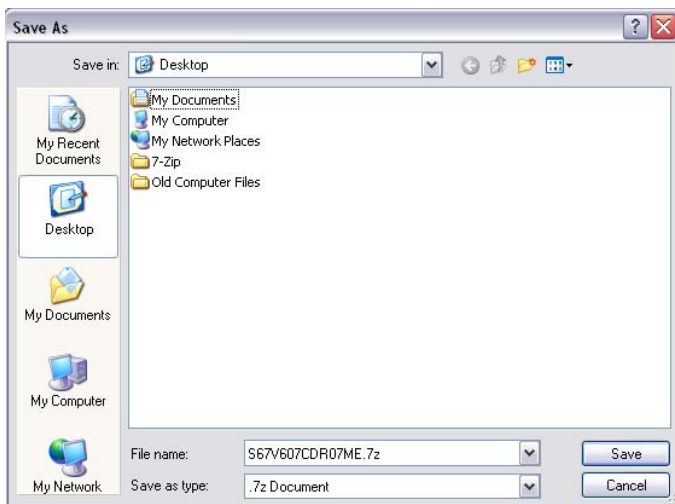 Save As
Save in:
Desktop
My Recent
Documents
Desktop
My Documents
My Computer
My Network
My Documents
My Computer
My Network Places
7-Zip
Old Computer Files
File name:
S67V607CDR07ME.7z
Save
Save as type:
.7z Document
Cancel